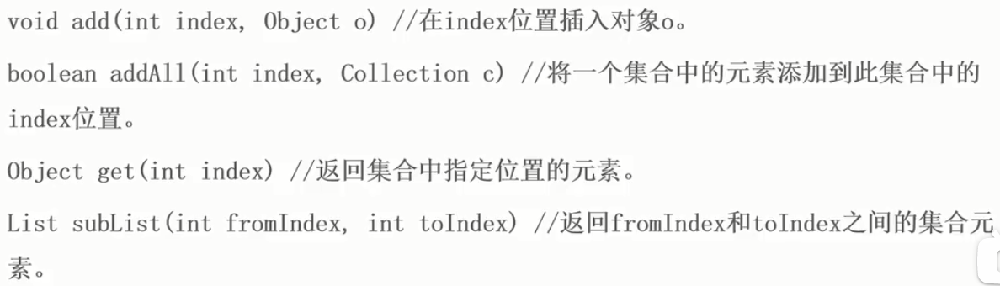 void add(int index, Object o) //在index位置插入对象o。
boolean addAll(int index, Collection c) //将一个集合中的元素添加到此集合中的
index位置。
Object get(int index) //返回集合中指定位置的元素。
List subList(int fromIndex, int toIndex) //返回fromIndex和toIndex之间的集合元
素。